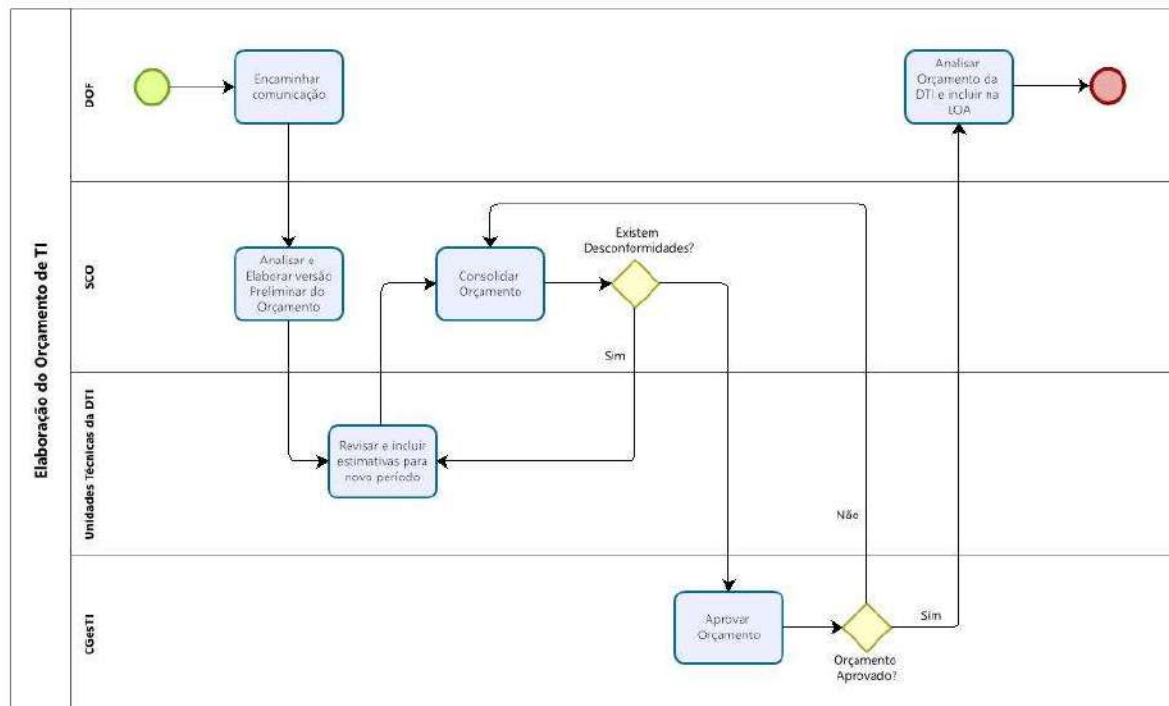 Elaboração do Orçamento de TI
DOF
Encaminhar
comunicação
Analisar
Orçamento da
DTI e incluir na
LOA
SCO
Analisar e
Elaborar versão
Preliminar do
Orçamento
Consolidar
Orçamento
Existem
Desconformidades?
Sim
Unidades Técnicas da DTI
Revisar e incluir
estimativas para
novo período
Não
CGesTI
Aprovar
Orçamento
Sim
Orçamento
Aprovado?